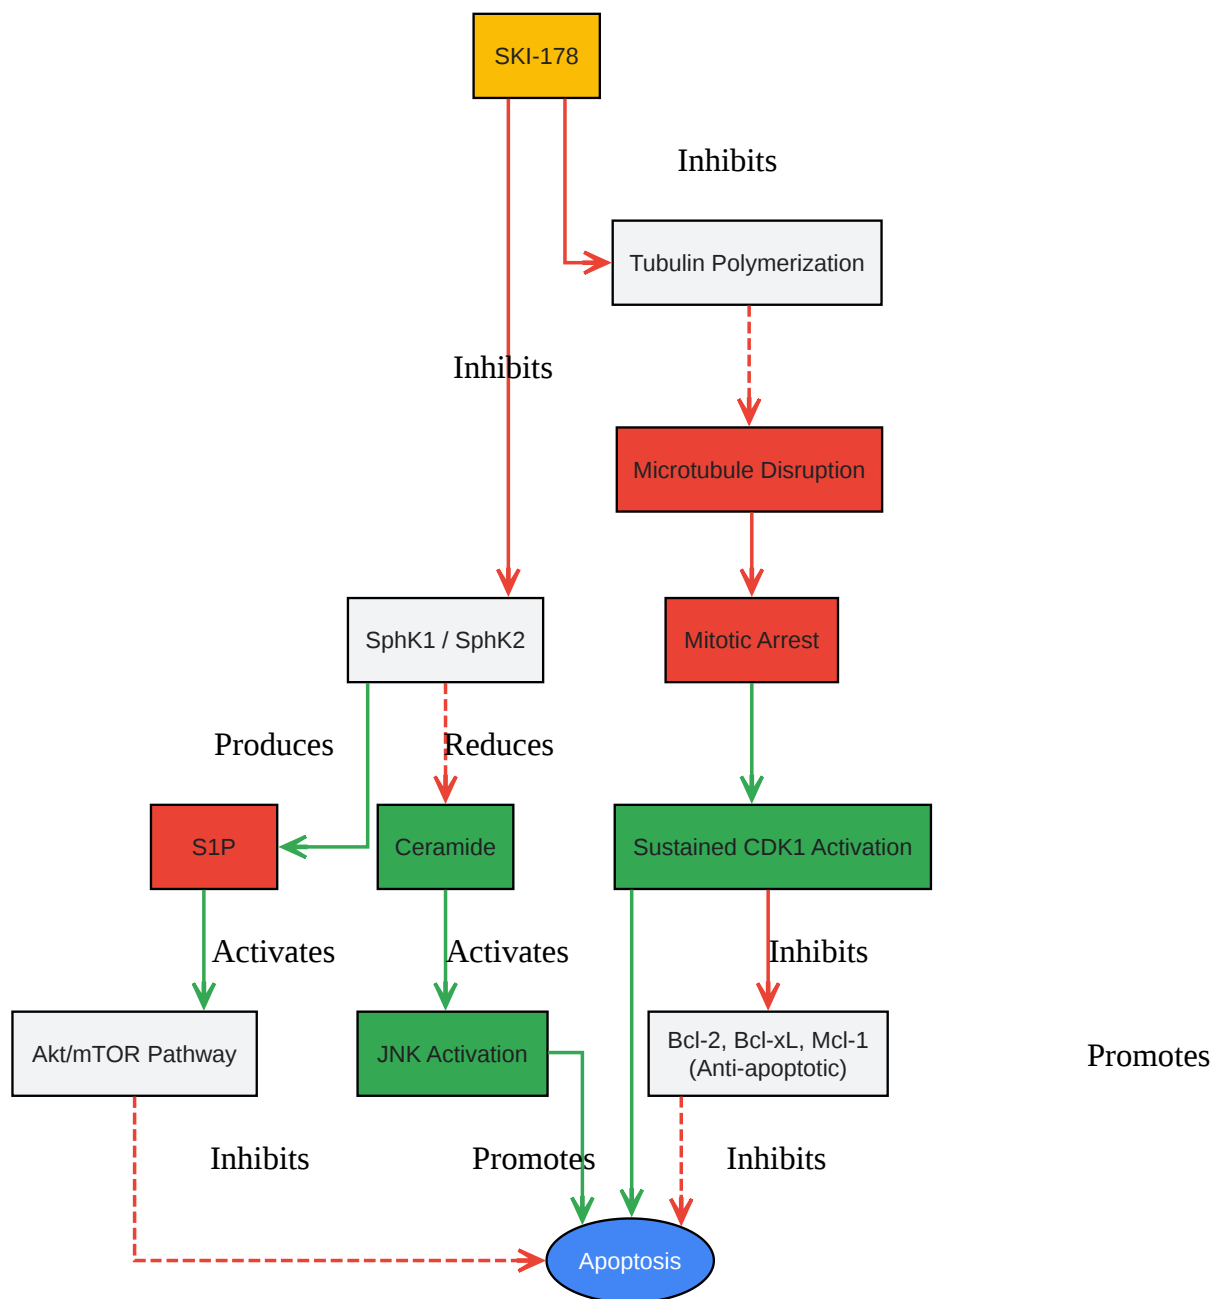 SKI-178
Inhibits
Tubulin Polymerization
Inhibits
Microtubule Disruption
SphK1 / SphK2
Mitotic Arrest
Produces
Reduces
S1P
Ceramide
Sustained CDK1 Activation
Activates
Activates
Inhibits
Akt/mTOR Pathway
JNK Activation
Bcl-2, Bcl-xL, Mcl-1
(Anti-apoptotic)
Promotes
Inhibits
Promotes
Inhibits
Apoptosis